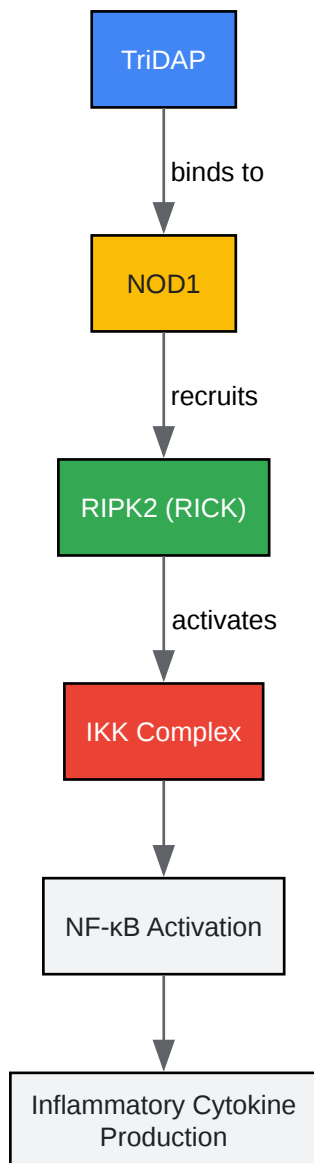 TriDAP
binds to
NOD1
recruits
RIPK2 (RICK)
activates
IKK Complex
NF-κB Activation
Inflammatory Cytokine
Production